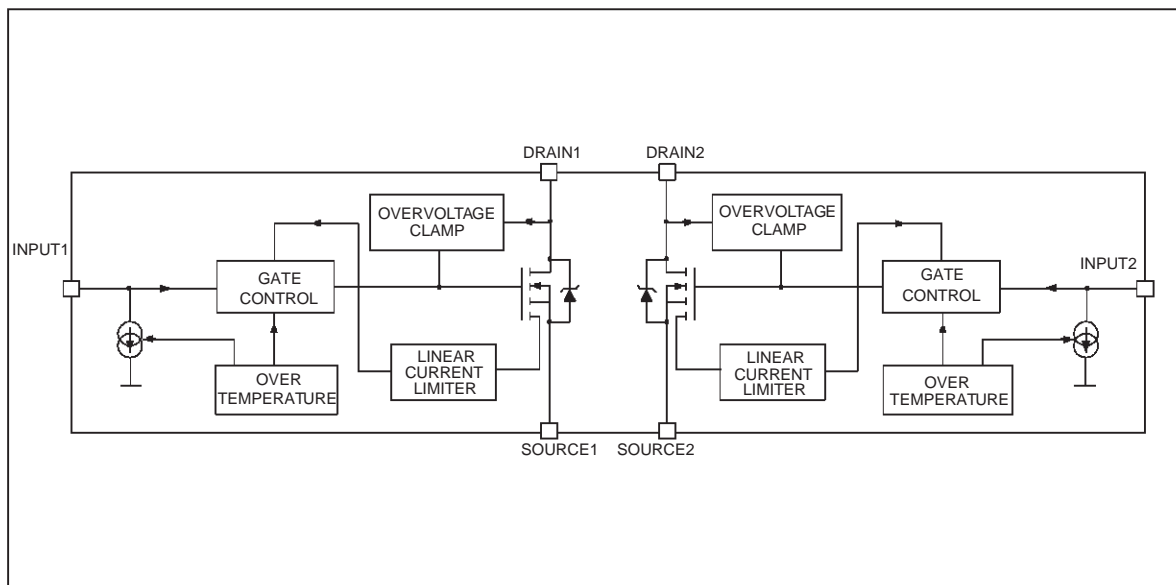 DRAIN1
DRAIN2
OVERVOLTAGE
CLAMP
OVERVOLTAGE
CLAMP
INPUT1
GATE
CONTROL
GATE
CONTROL
INPUT2
LINEAR
CURRENT
LIMITER
LINEAR
CURRENT
LIMITER
OVER
TEMPERATURE
OVER
TEMPERATURE
SOURCE1
SOURCE2